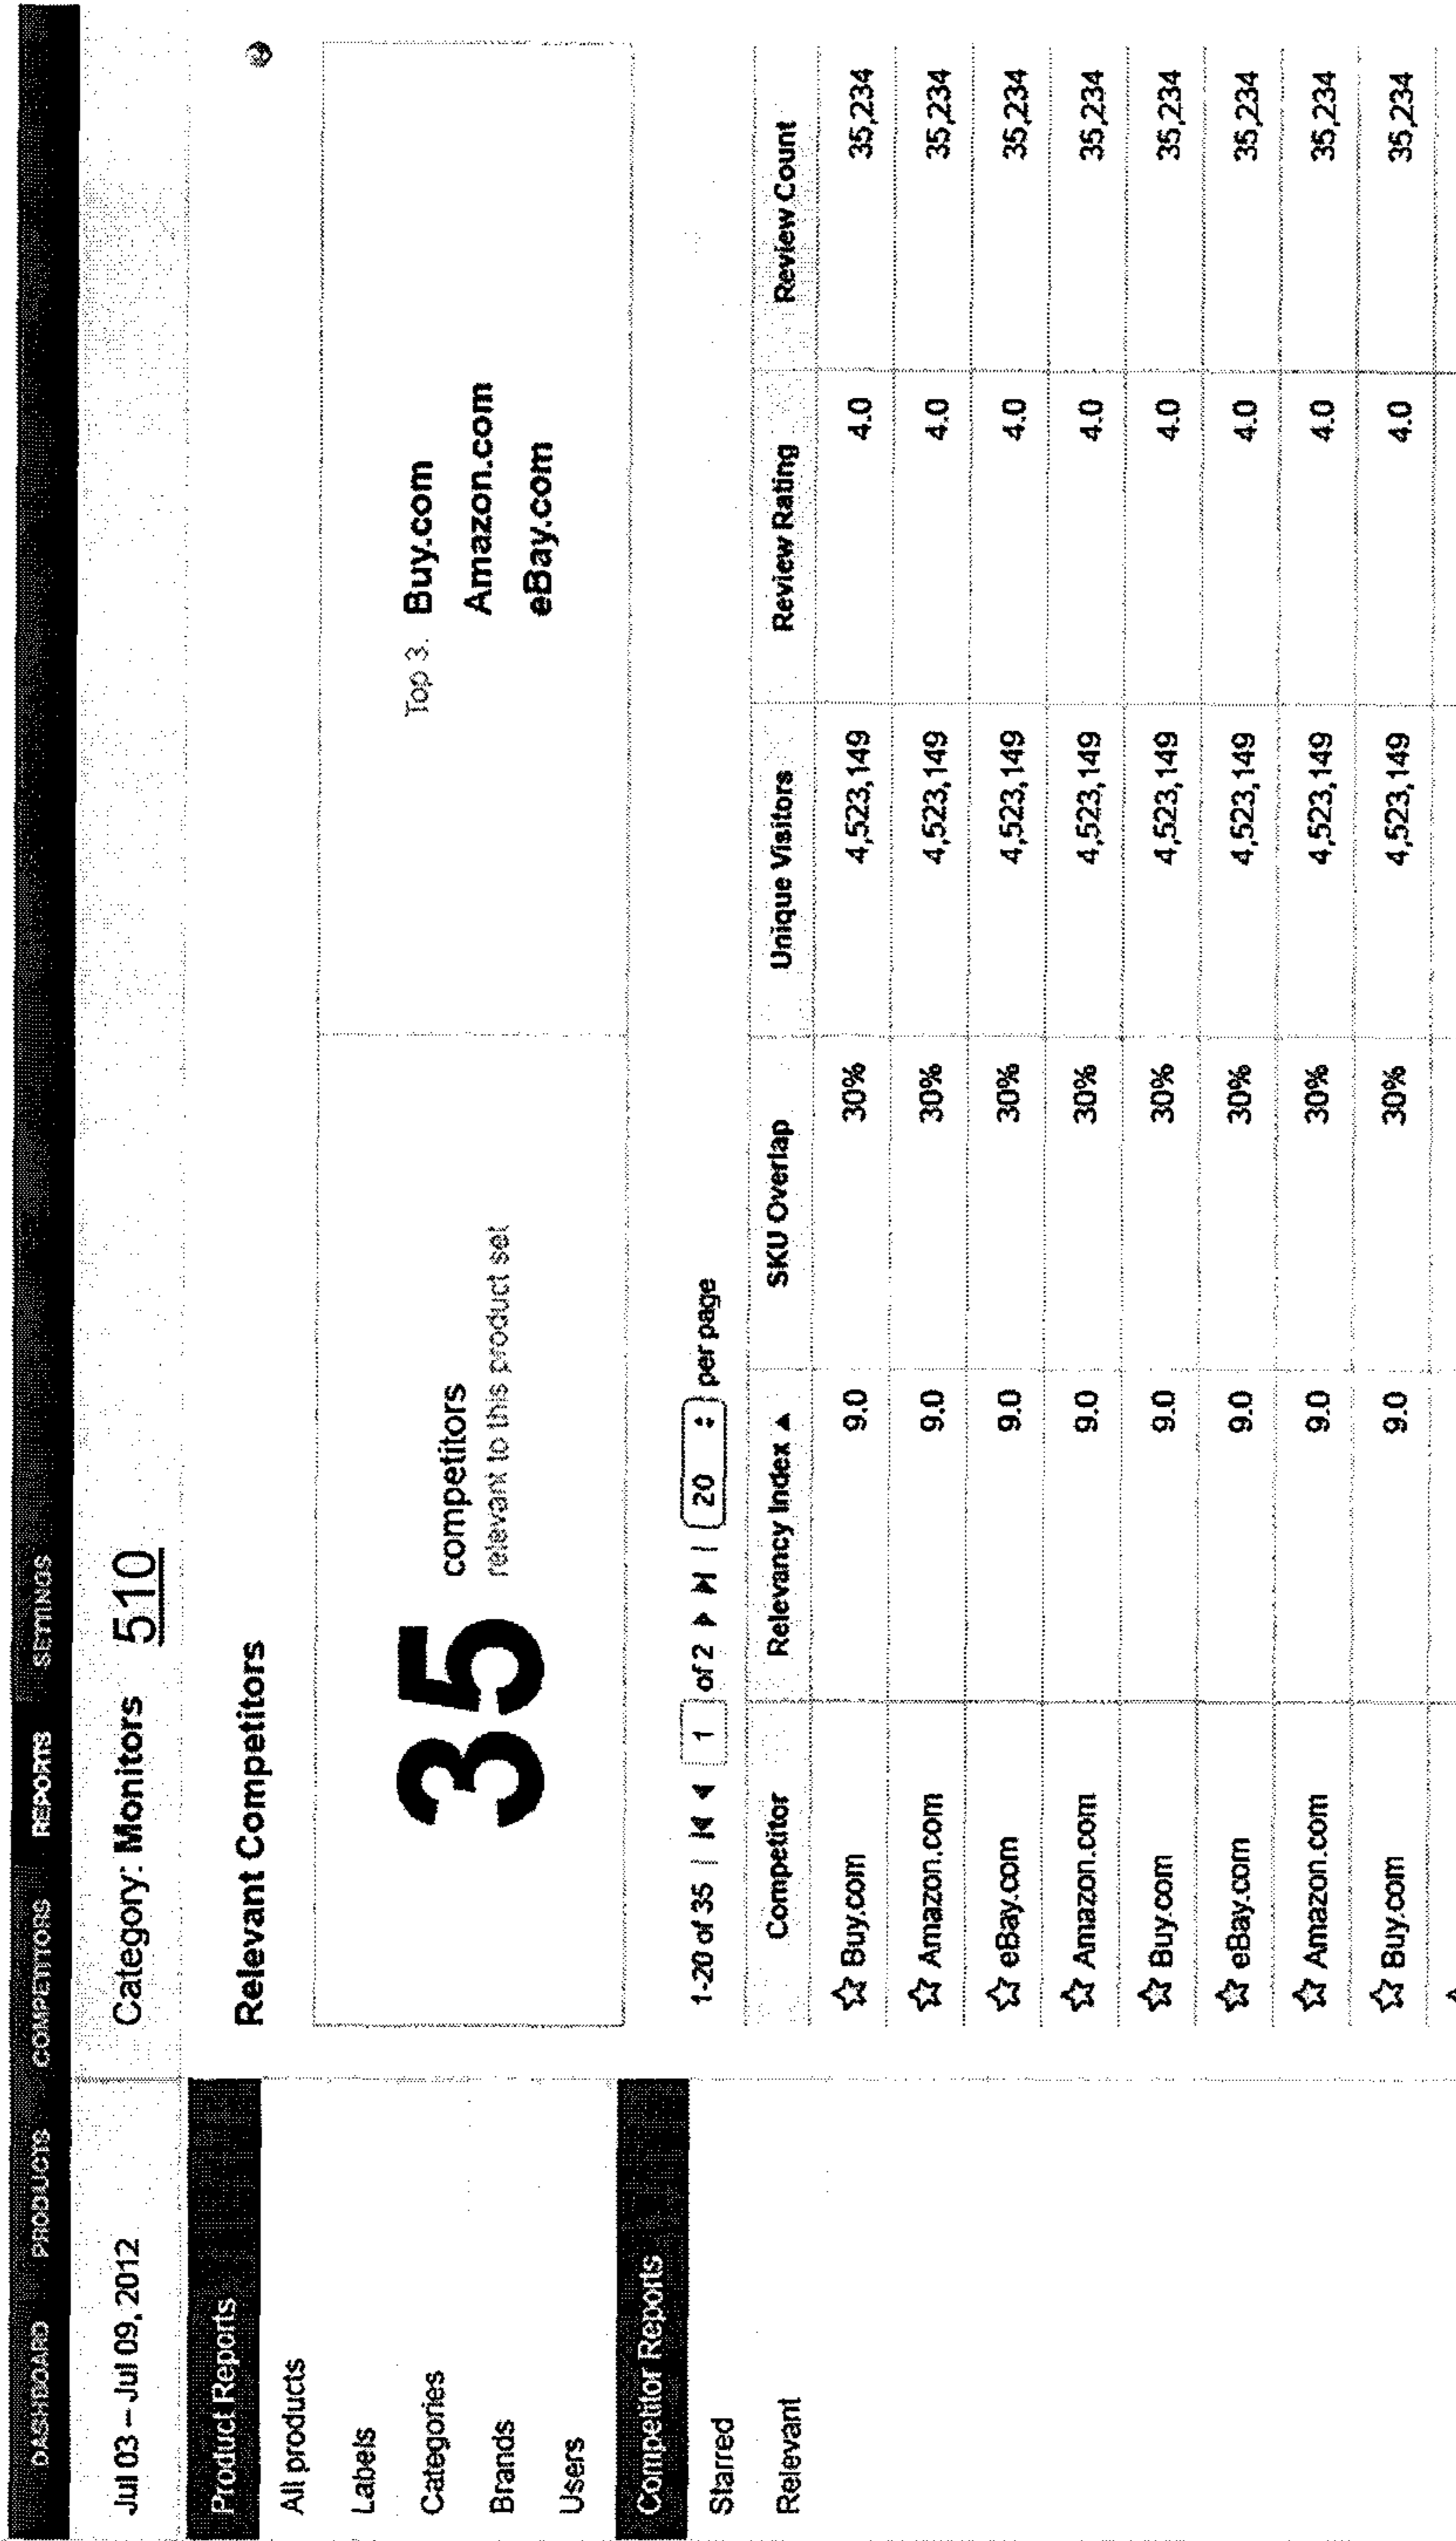 DASHBOARD PRODUCTS COMPETITORS REPORTS SETTINGS
Jul 03 – Jul 09, 2012
Category: Monitors 510
Product Reports
All products
Labels
Categories
Brands
Users
Competitor Reports
Starred
Relevant
Relevant Competitors
35 competitors
relevant to this product set
Top 3. Buy.com
Amazon.com
eBay.com
1-20 of 35 | 1 of 2 | 20 per page
Competitor Relevancy Index ▲ SKU Overlap Unique Visitors Review Rating Review Count
Buy.com 9.0 30% 4,523,149 4.0 35,234
Amazon.com 9.0 30% 4,523,149 4.0 35,234
eBay.com 9.0 30% 4,523,149 4.0 35,234
Amazon.com 9.0 30% 4,523,149 4.0 35,234
Buy.com 9.0 30% 4,523,149 4.0 35,234
eBay.com 9.0 30% 4,523,149 4.0 35,234
Amazon.com 9.0 30% 4,523,149 4.0 35,234
Buy.com 9.0 30% 4,523,149 4.0 35,234